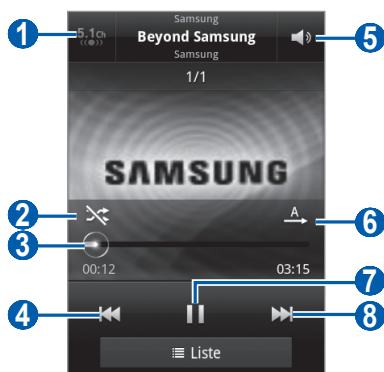 Samsung
1 5.1Ch Beyond Samsung 5
Samsung
1/1
SAMSUNG
2 A 6
3
00:12 03:15
7
4 8
Liste